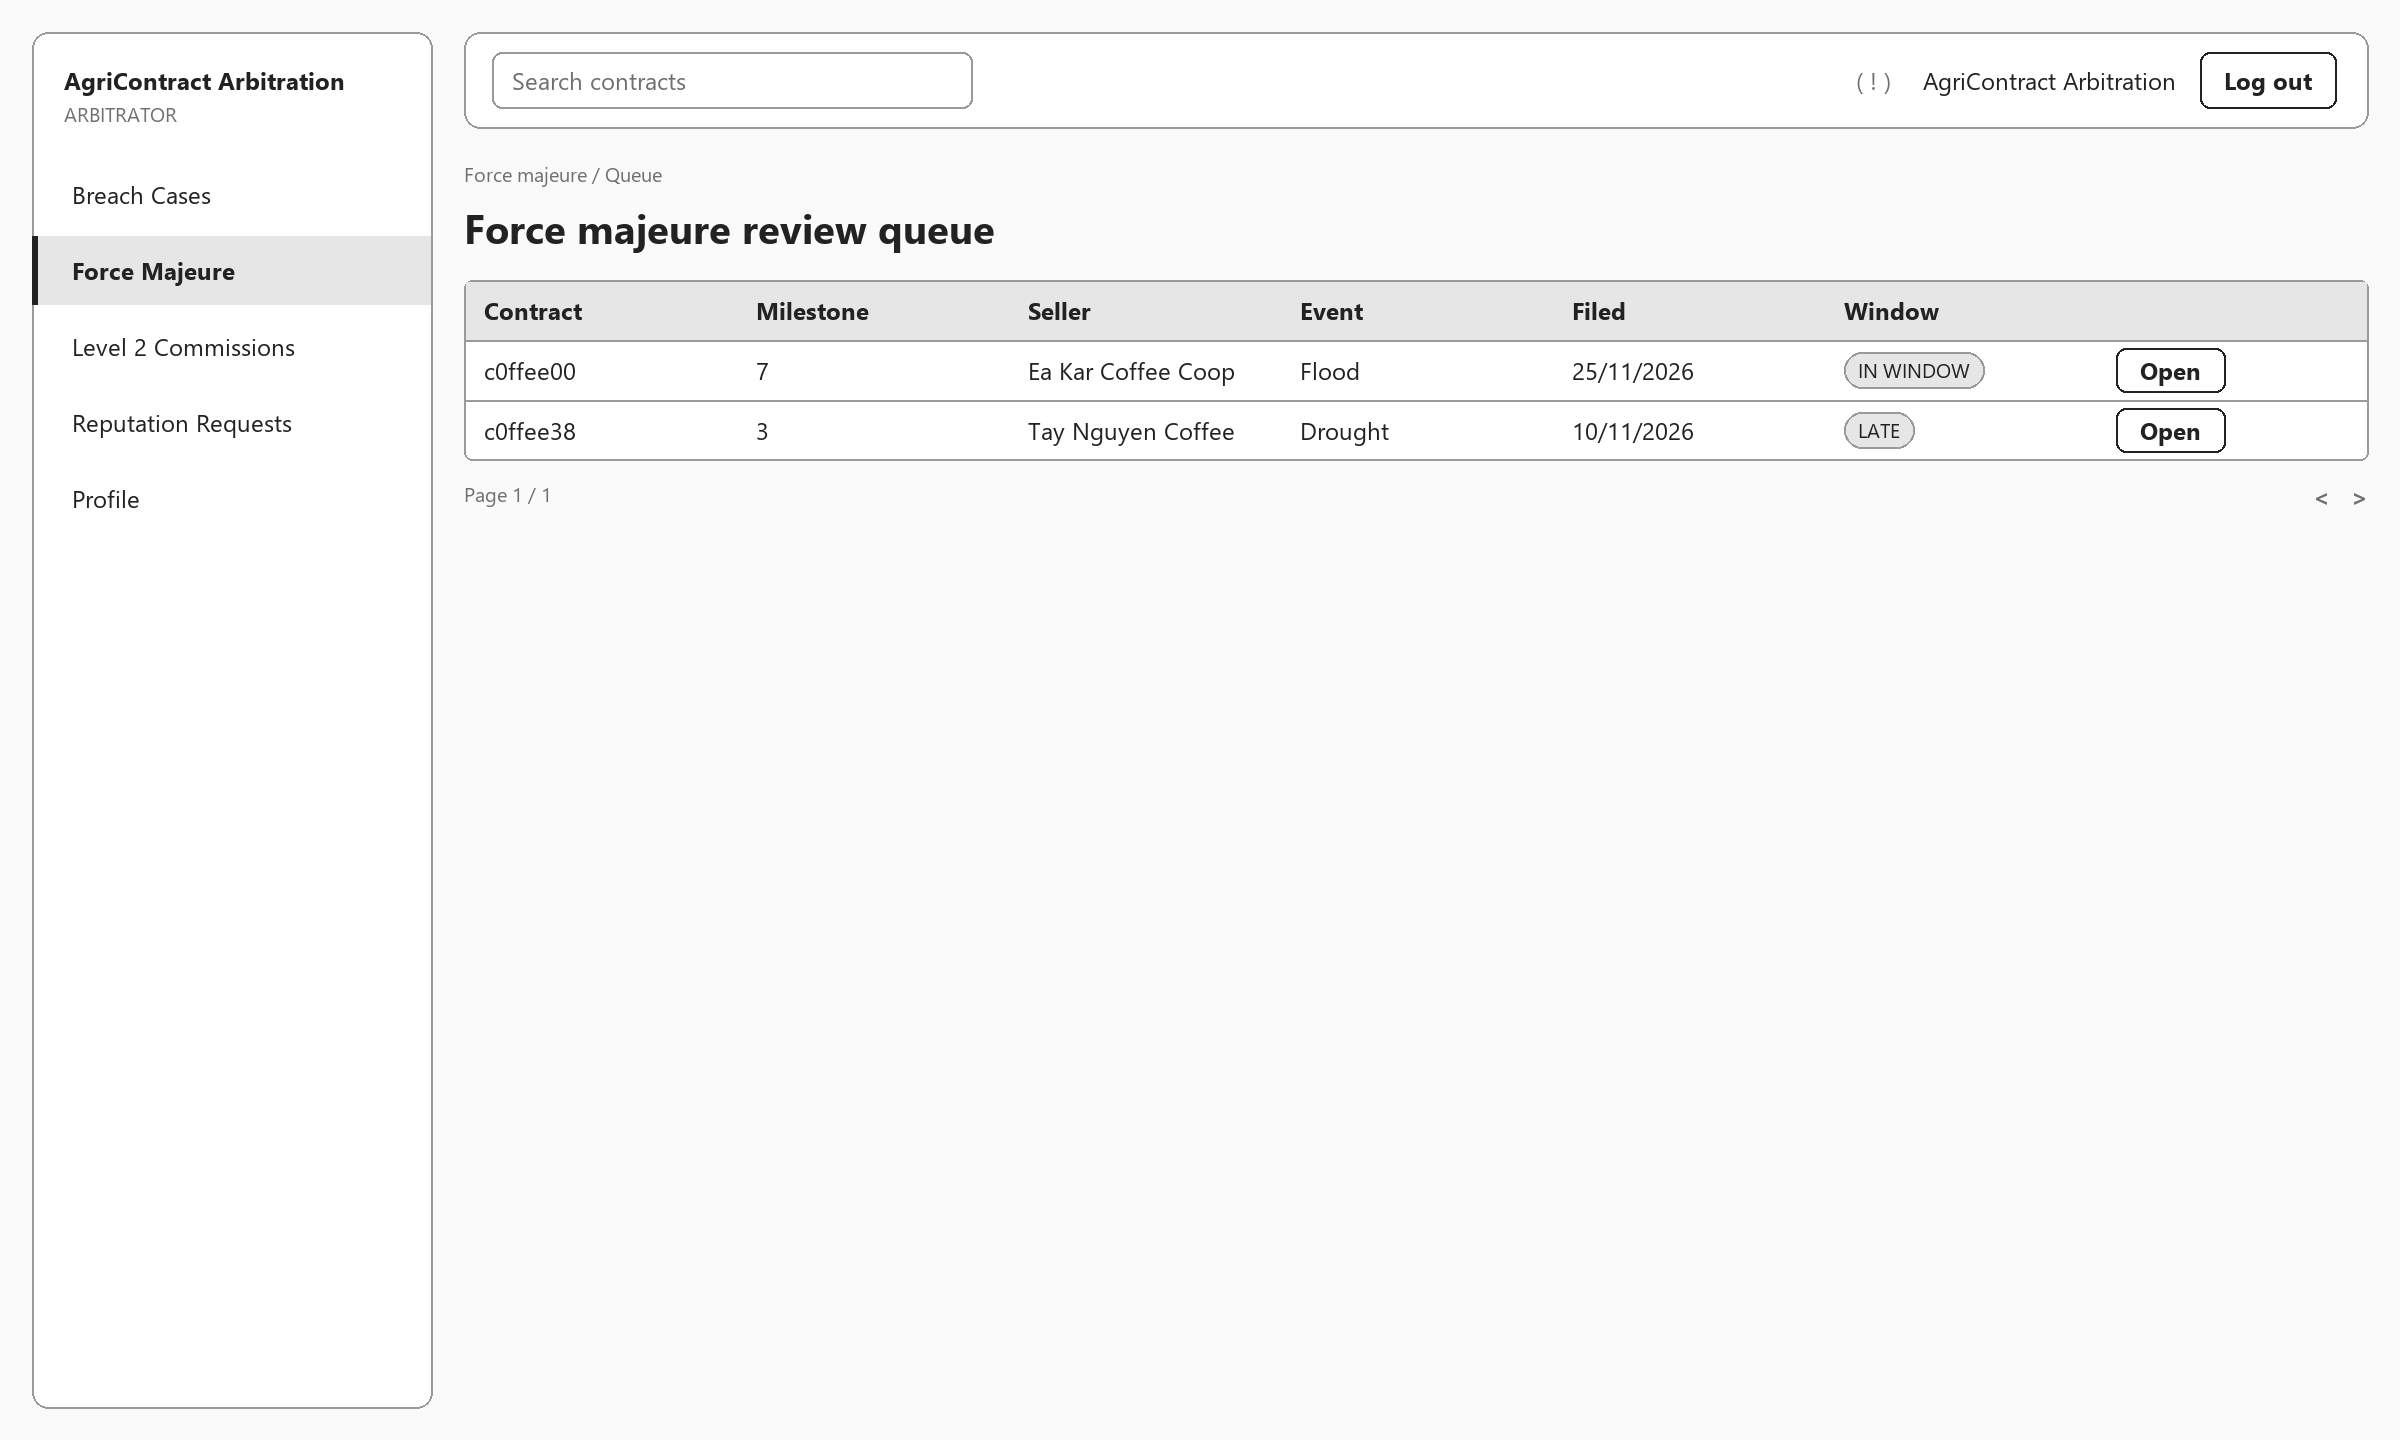 AgriContract Arbitration
ARBITRATOR
Breach Cases
Force Majeure
Level 2 Commissions
Reputation Requests
Profile
Search contracts
( ! ) AgriContract Arbitration Log out
Force majeure / Queue
Force majeure review queue
Contract Milestone Seller Event Filed Window
c0ffee00 7 Ea Kar Coffee Coop Flood 25/11/2026 IN WINDOW Open
c0ffee38 3 Tay Nguyen Coffee Drought 10/11/2026 LATE Open
Page 1 / 1 < >